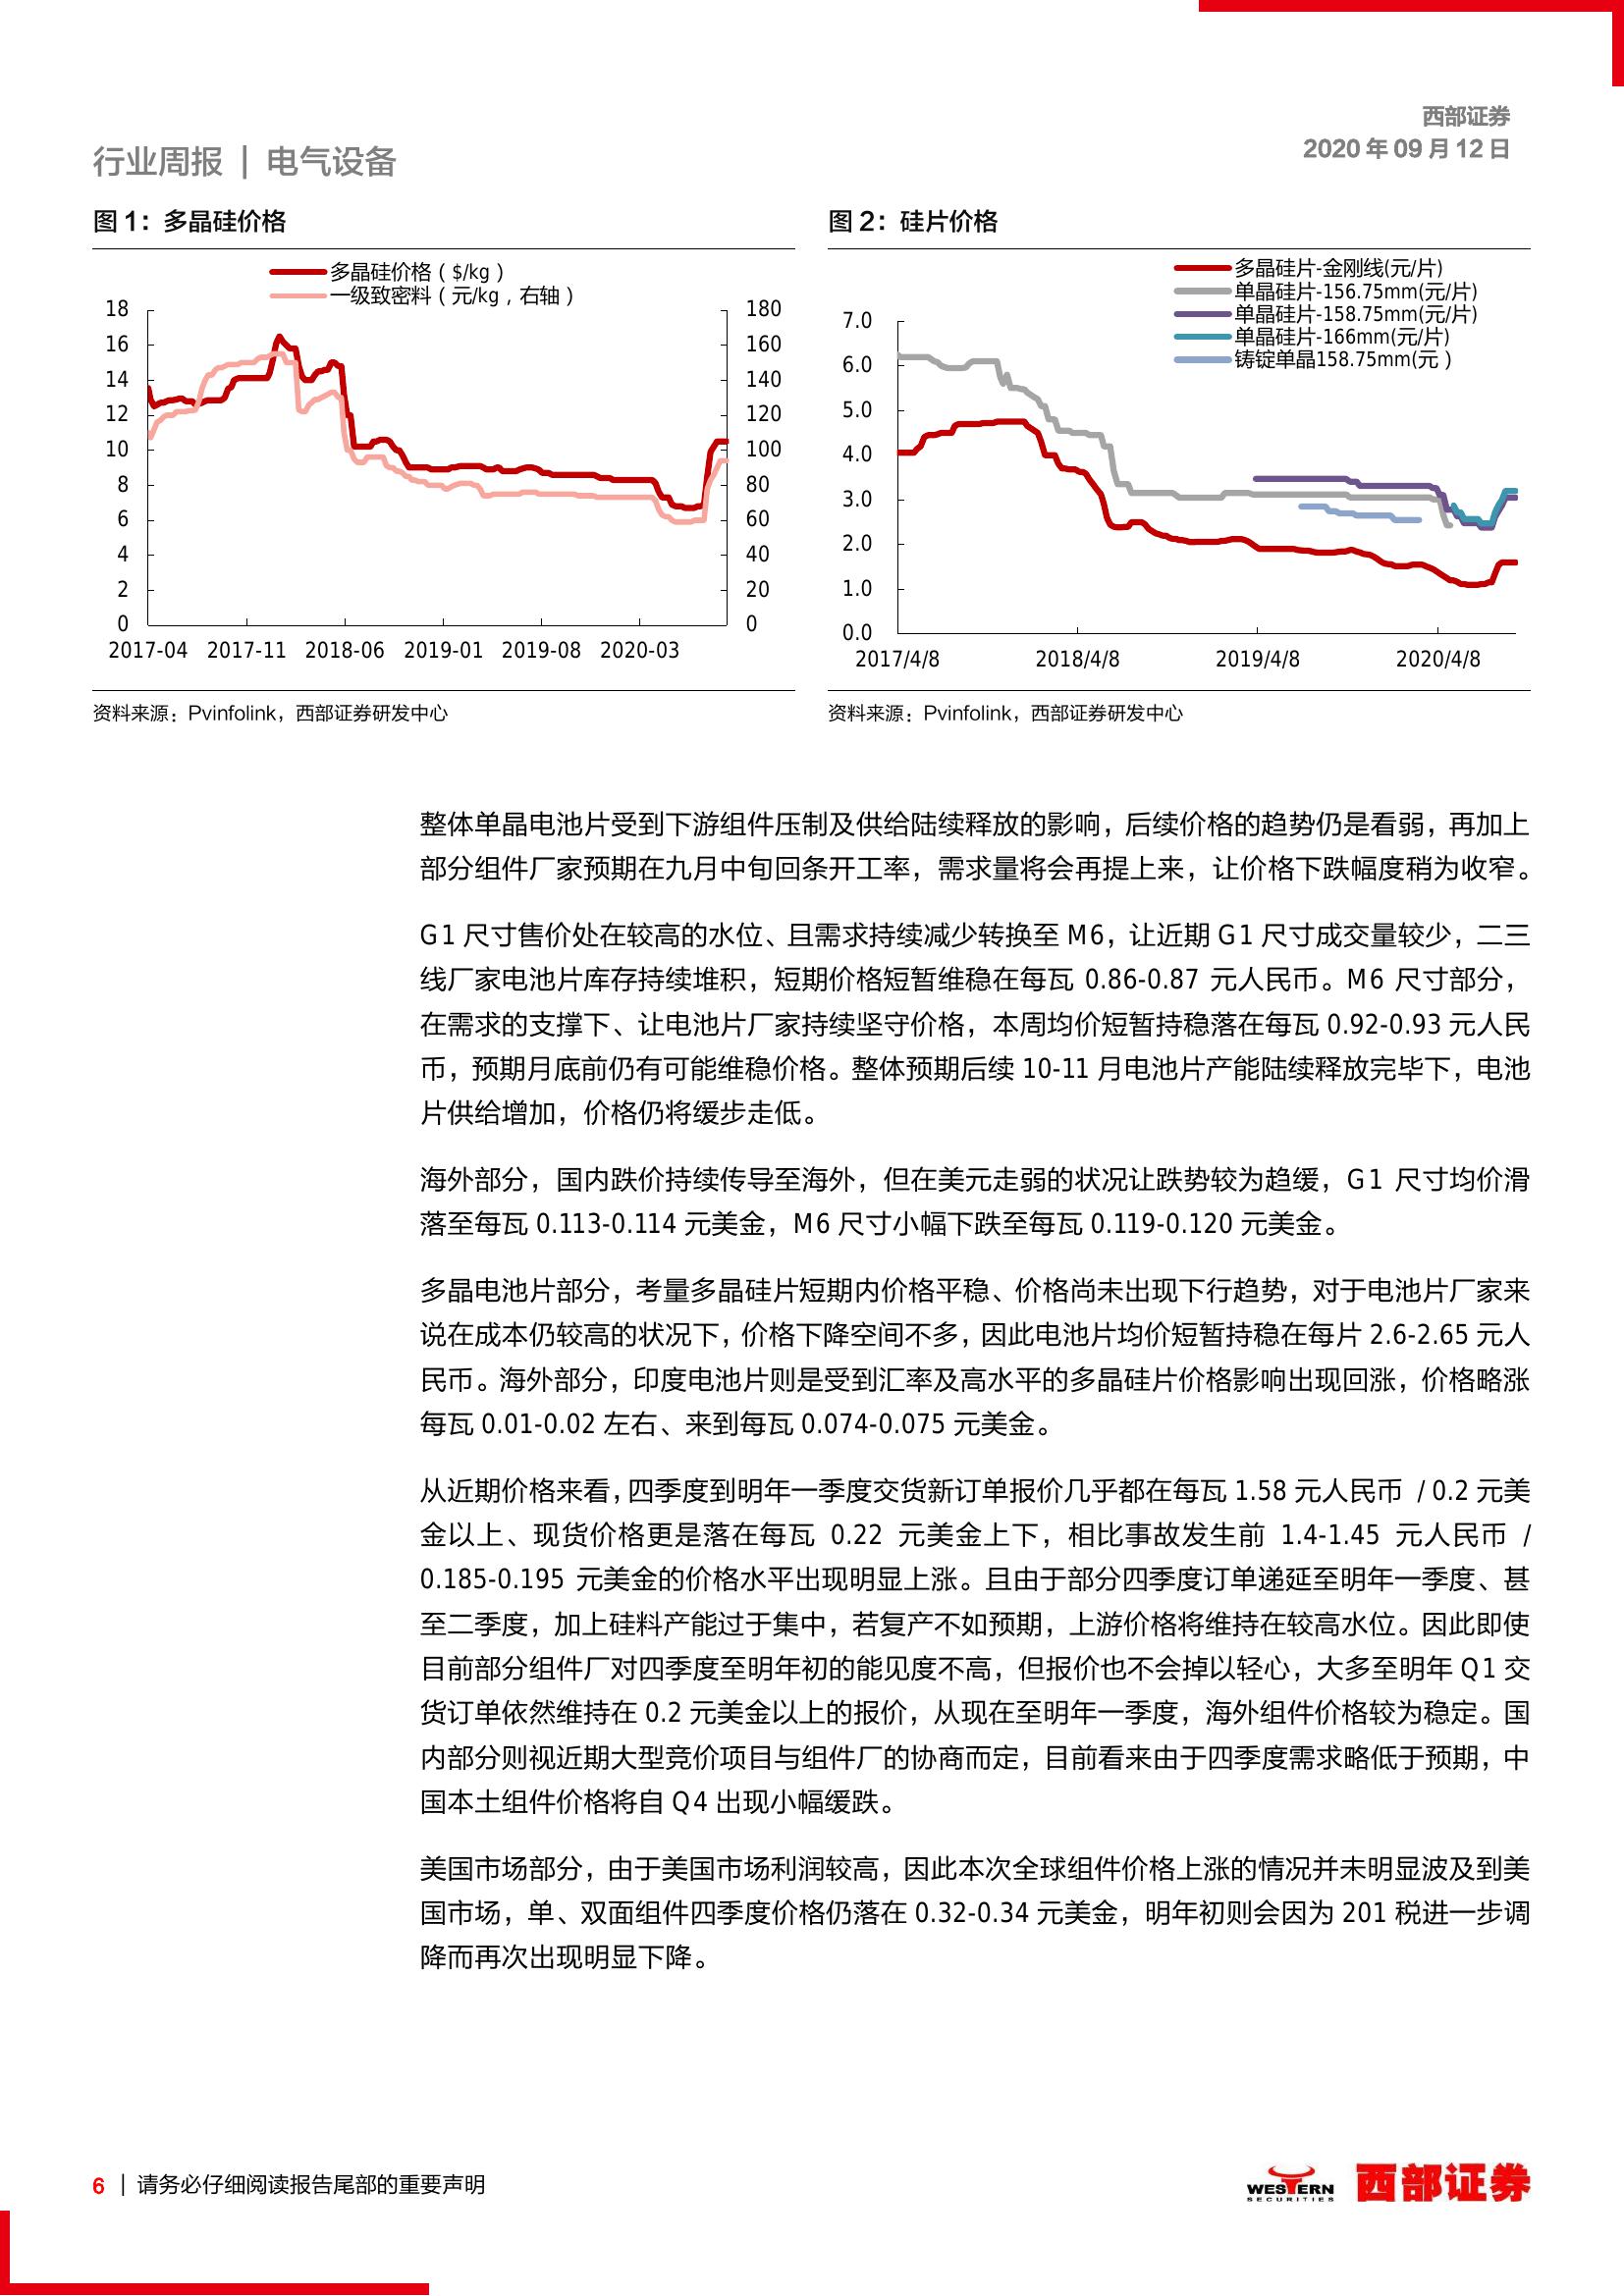 西部证券
2020 年 09 月 12 日
行业周报 | 电气设备
图 1：多晶硅价格
多晶硅价格（$/kg）
一级致密料（元/kg，右轴）
18
16
14
12
10
8
6
4
2
0
180
160
140
120
100
80
60
40
20
0
2017-04 2017-11 2018-06 2019-01 2019-08 2020-03
资料来源：Pvinfolink，西部证券研发中心
图 2：硅片价格
多晶硅片-金刚线(元/片)
单晶硅片-156.75mm(元/片)
单晶硅片-158.75mm(元/片)
单晶硅片-166mm(元/片)
铸锭单晶158.75mm(元 )
7.0
6.0
5.0
4.0
3.0
2.0
1.0
0.0
2017/4/8 2018/4/8 2019/4/8 2020/4/8
资料来源：Pvinfolink，西部证券研发中心
整体单晶电池片受到下游组件压制及供给陆续释放的影响，后续价格的趋势仍是看弱，再加上
部分组件厂家预期在九月中旬回条开工率，需求量将会再提上来，让价格下跌幅度稍为收窄。
G1 尺寸售价处在较高的水位、且需求持续减少转换至 M6，让近期 G1 尺寸成交量较少，二三
线厂家电池片库存持续堆积，短期价格短暂维稳在每瓦 0.86-0.87 元人民币。M6 尺寸部分，
在需求的支撑下、让电池片厂家持续坚守价格，本周均价短暂持稳落在每瓦 0.92-0.93 元人民
币，预期月底前仍有可能维稳价格。整体预期后续 10-11 月电池片产能陆续释放完毕下，电池
片供给增加，价格仍将缓步走低。
海外部分，国内跌价持续传导至海外，但在美元走弱的状况让跌势较为趋缓，G1 尺寸均价滑
落至每瓦 0.113-0.114 元美金，M6 尺寸小幅下跌至每瓦 0.119-0.120 元美金。
多晶电池片部分，考量多晶硅片短期内价格平稳、价格尚未出现下行趋势，对于电池片厂家来
说在成本仍较高的状况下，价格下降空间不多，因此电池片均价短暂持稳在每片 2.6-2.65 元人
民币。海外部分，印度电池片则是受到汇率及高水平的多晶硅片价格影响出现回涨，价格略涨
每瓦 0.01-0.02 左右、来到每瓦 0.074-0.075 元美金。
从近期价格来看，四季度到明年一季度交货新订单报价几乎都在每瓦 1.58 元人民币 / 0.2 元美
金以上、现货价格更是落在每瓦 0.22 元美金上下，相比事故发生前 1.4-1.45 元人民币 /
0.185-0.195 元美金的价格水平出现明显上涨。且由于部分四季度订单递延至明年一季度、甚
至二季度，加上硅料产能过于集中，若复产不如预期，上游价格将维持在较高水位。因此即使
目前部分组件厂对四季度至明年初的能见度不高，但报价也不会掉以轻心，大多至明年 Q1 交
货订单依然维持在 0.2 元美金以上的报价，从现在至明年一季度，海外组件价格较为稳定。国
内部分则视近期大型竞价项目与组件厂的协商而定，目前看来由于四季度需求略低于预期，中
国本土组件价格将自 Q4 出现小幅缓跌。
美国市场部分，由于美国市场利润较高，因此本次全球组件价格上涨的情况并未明显波及到美
国市场，单、双面组件四季度价格仍落在 0.32-0.34 元美金，明年初则会因为 201 税进一步调
降而再次出现明显下降。
6 | 请务必仔细阅读报告尾部的重要声明
WESTERN
SECURITIES
西部证券